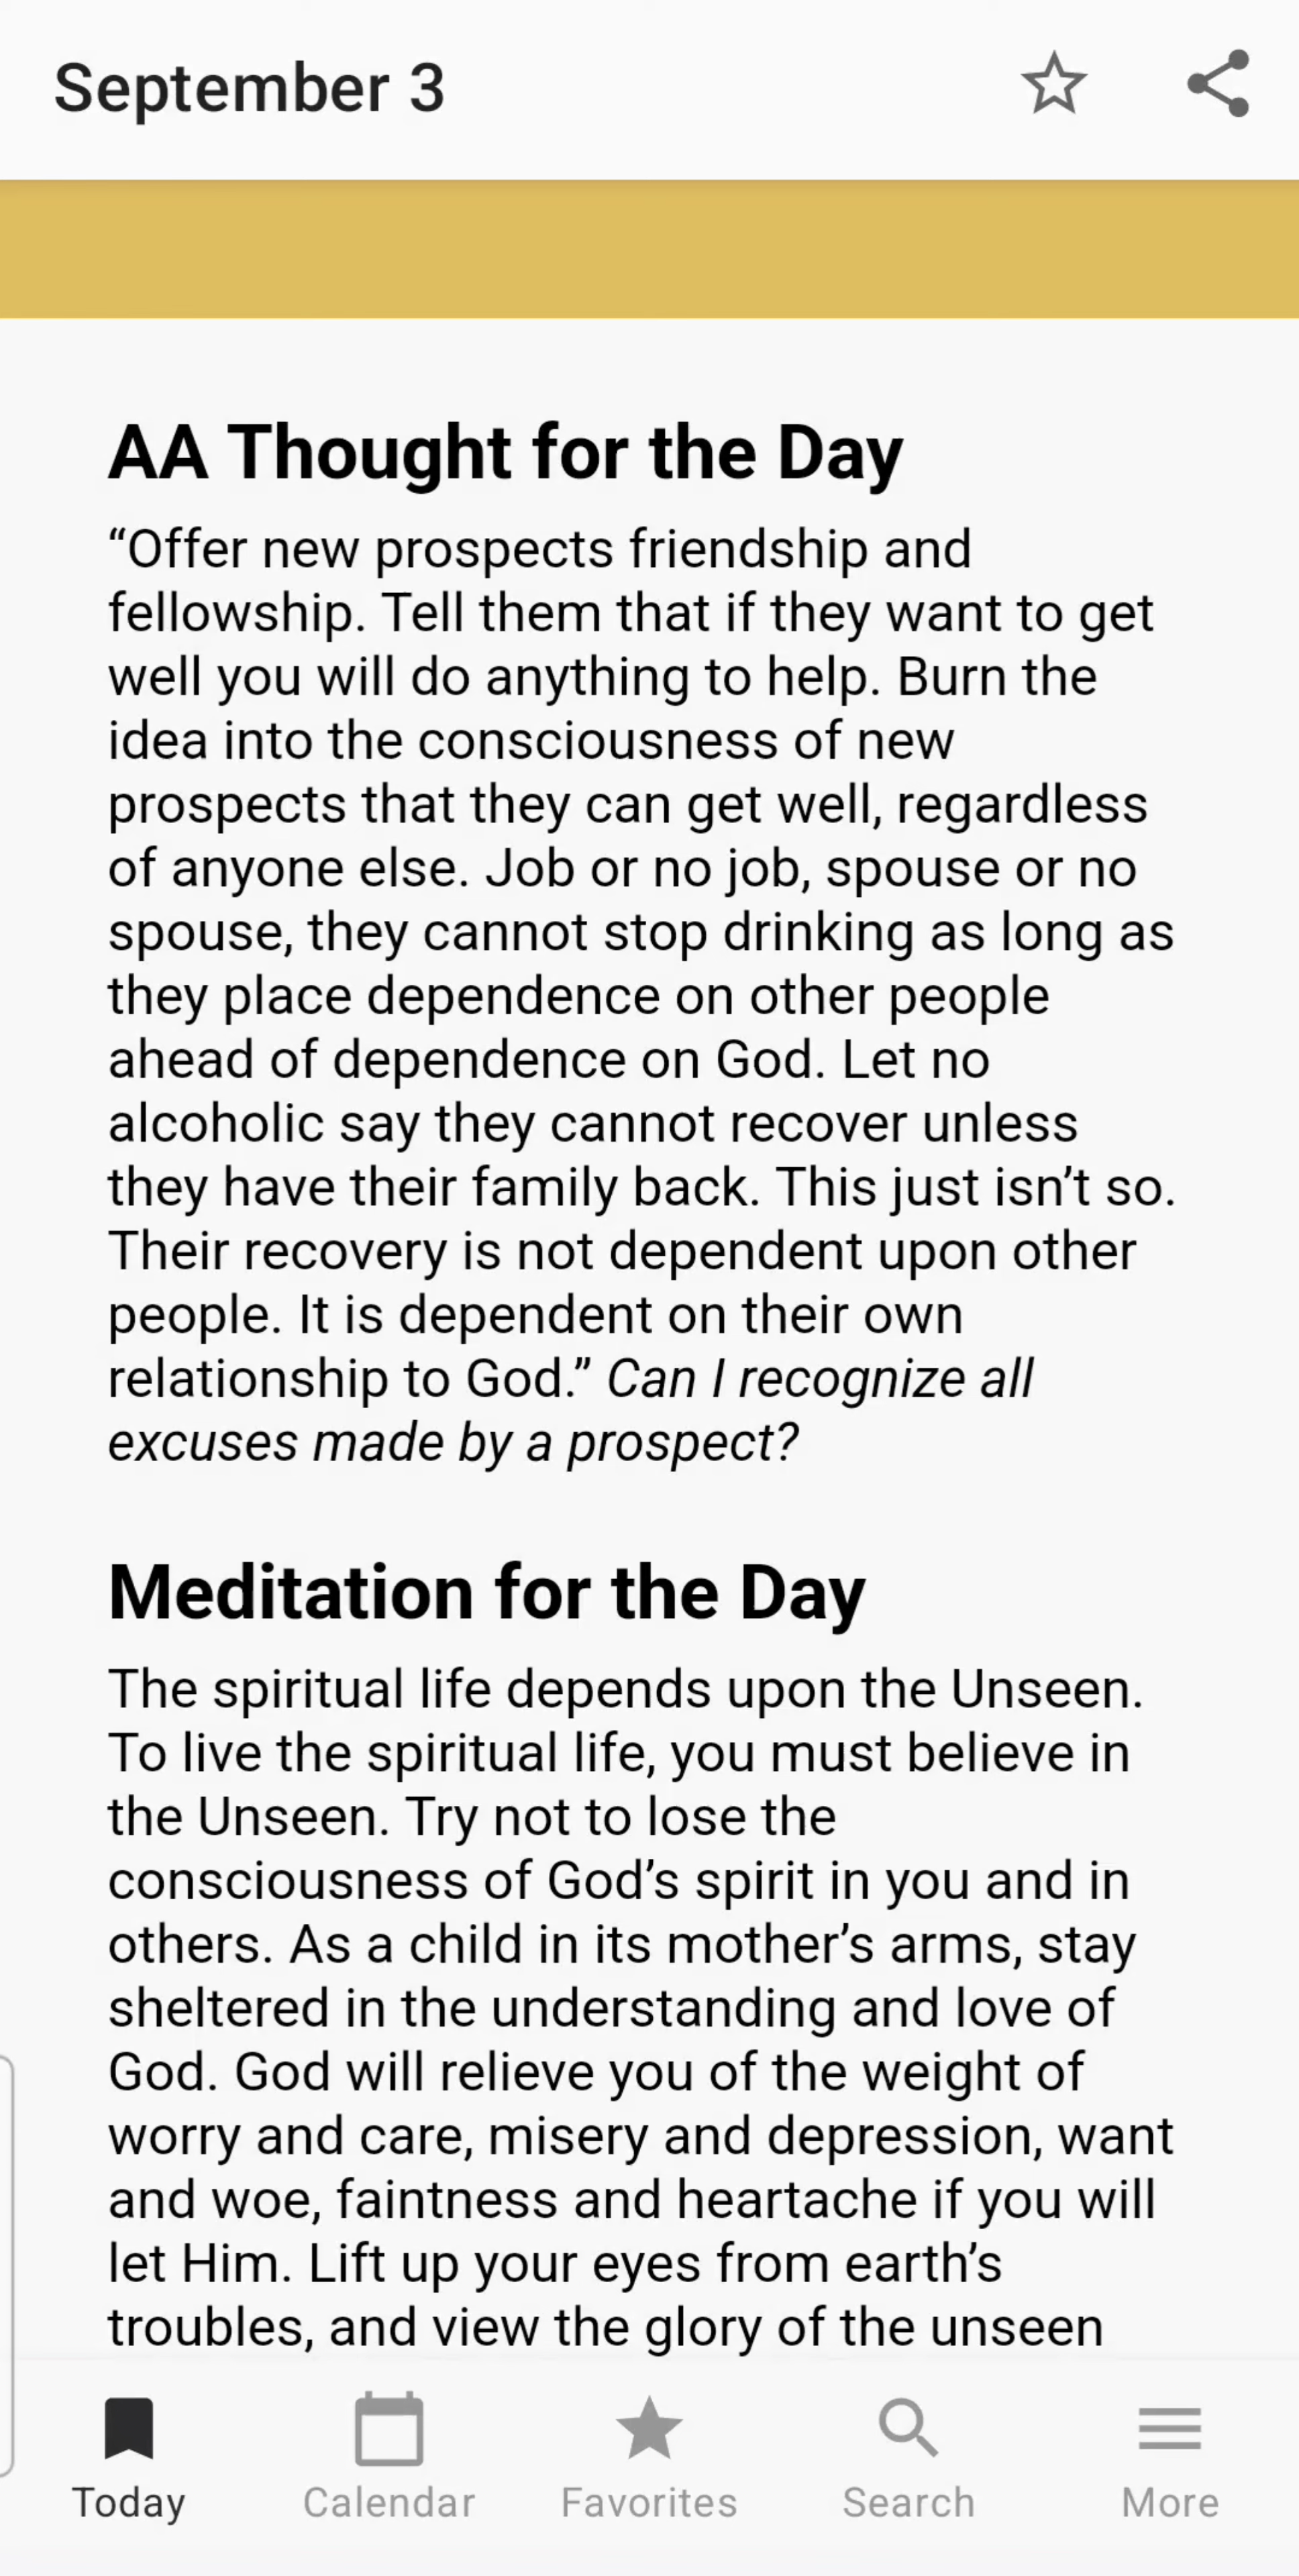 September 3
AA Thought for the Day
“Offer new prospects friendship and
fellowship. Tell them that if they want to get
well you will do anything to help. Burn the
idea into the consciousness of new
prospects that they can get well, regardless
of anyone else. Job or no job, spouse or no
spouse, they cannot stop drinking as long as
they place dependence on other people
ahead of dependence on God. Let no
alcoholic say they cannot recover unless
they have their family back. This just isn’t so.
Their recovery is not dependent upon other
people. It is dependent on their own
relationship to God.” Can I recognize all
excuses made by a prospect?
Meditation for the Day
The spiritual life depends upon the Unseen.
To live the spiritual life, you must believe in
the Unseen. Try not to lose the
consciousness of God’s spirit in you and in
others. As a child in its mother’s arms, stay
sheltered in the understanding and love of
God. God will relieve you of the weight of
worry and care, misery and depression, want
and woe, faintness and heartache if you will
let Him. Lift up your eyes from earth’s
troubles, and view the glory of the unseen
Today Calendar Favorites Search More